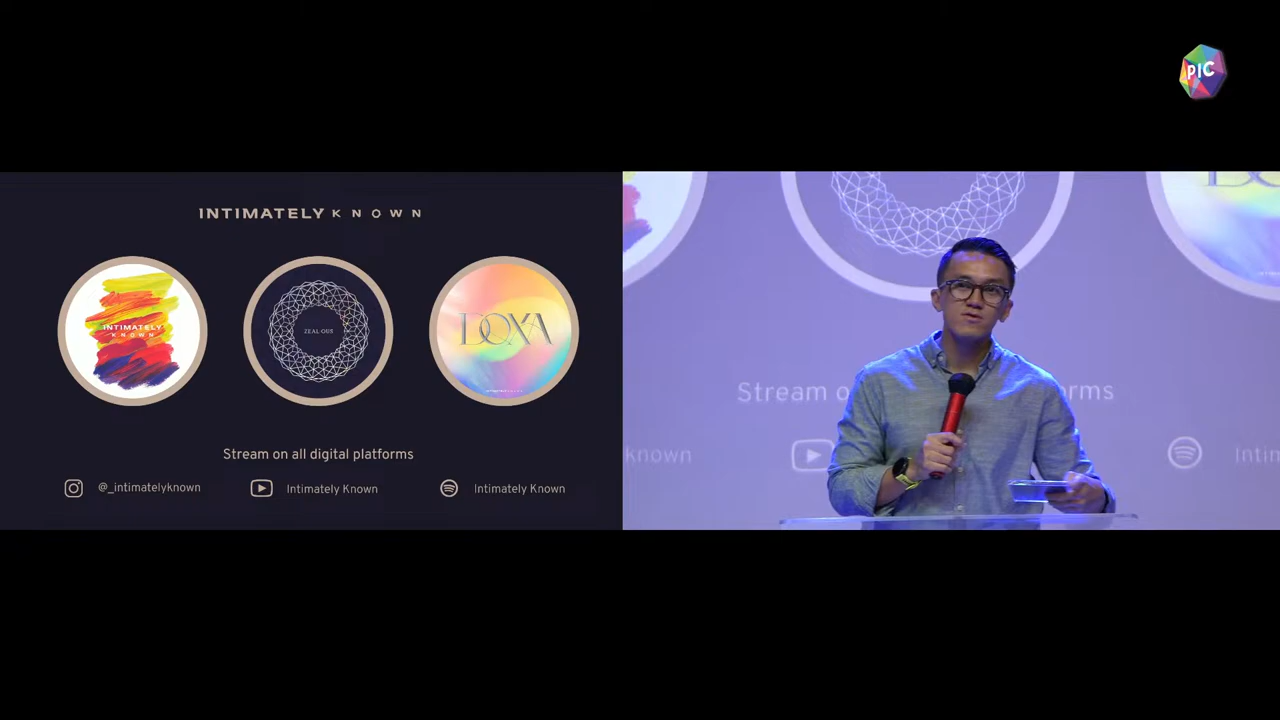 PIC
INTIMATELY KNOWN
INTIMATELY
KNOWN
ZEAL·OUS
DOXA
Stream on all digital platforms
@_intimatelyknown
Intimately Known
Intimately Known
Stream o
forms
known
Inti